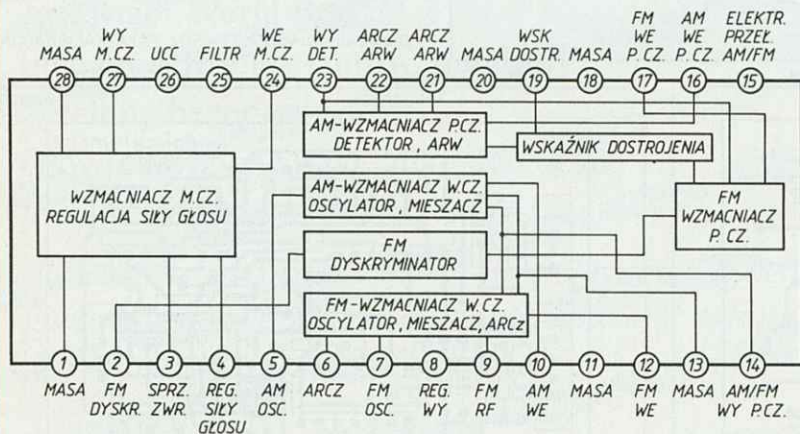 MASA WY M.CZ. UCC FILTR WE M.CZ. WY DET. ARCZ ARW ARCZ ARW MASA WSK DOSTR. MASA FM WE P.CZ. AM WE P.CZ. ELEKTR. PRZEŁ. AM/FM
28 27 26 25 24 23 22 21 20 19 18 17 16 15
AM-WZMACNIACZ P.CZ.
DETEKTOR, ARW
WSKAŹNIK DOSTROJENIA
WZMACNIACZ M.CZ.
REGULACJA SIŁY GŁOSU
AM-WZMACNIACZ W.CZ.
OSCYLATOR, MIESZACZ
FM
WZMACNIACZ
P. CZ.
FM
DYSKRYMINATOR
FM-WZMACNIACZ W.CZ.
OSCYLATOR, MIESZACZ, ARCz
1 2 3 4 5 6 7 8 9 10 11 12 13 14
MASA FM DYSKR. SPRZ. ZWR. REG. SIŁY GŁOSU AM OSC. ARCZ FM OSC. REG. WY FM RF AM WE MASA FM WE MASA AM/FM WY P.CZ.